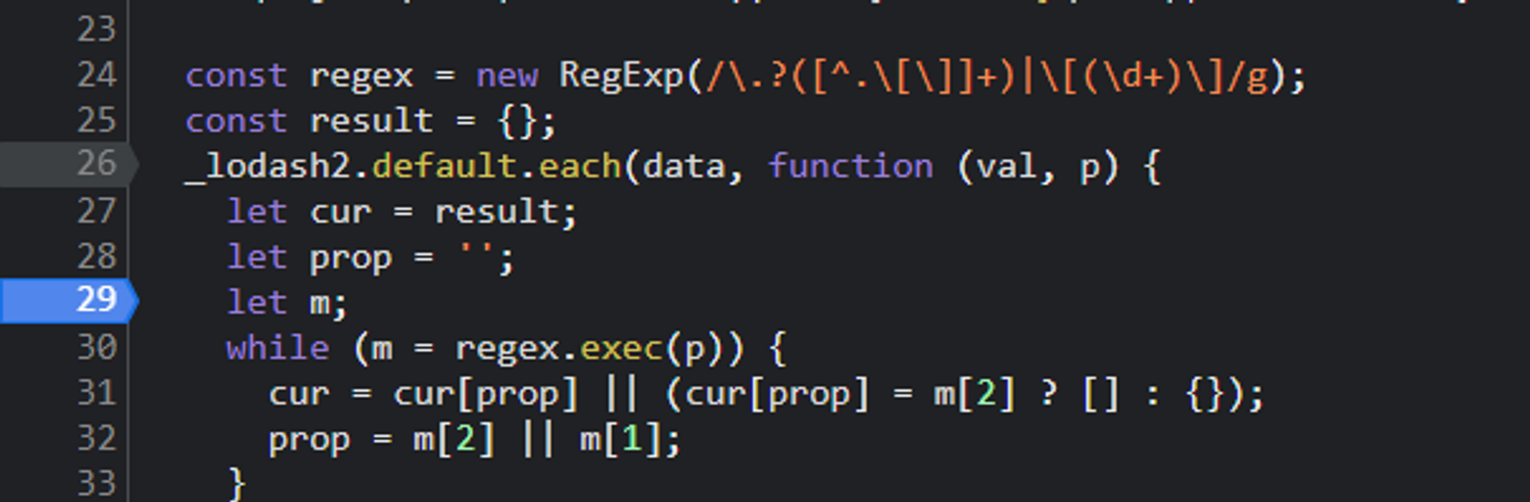 23
24 const regex = new RegExp(/\.?([^.\[\]]+)|\[(\d+)\]/g);
25 const result = {};
26 _lodash2.default.each(data, function (val, p) {
27 let cur = result;
28 let prop = '';
29 let m;
30 while (m = regex.exec(p)) {
31 cur = cur[prop] || (cur[prop] = m[2] ? [] : {});
32 prop = m[2] || m[1];
33 }